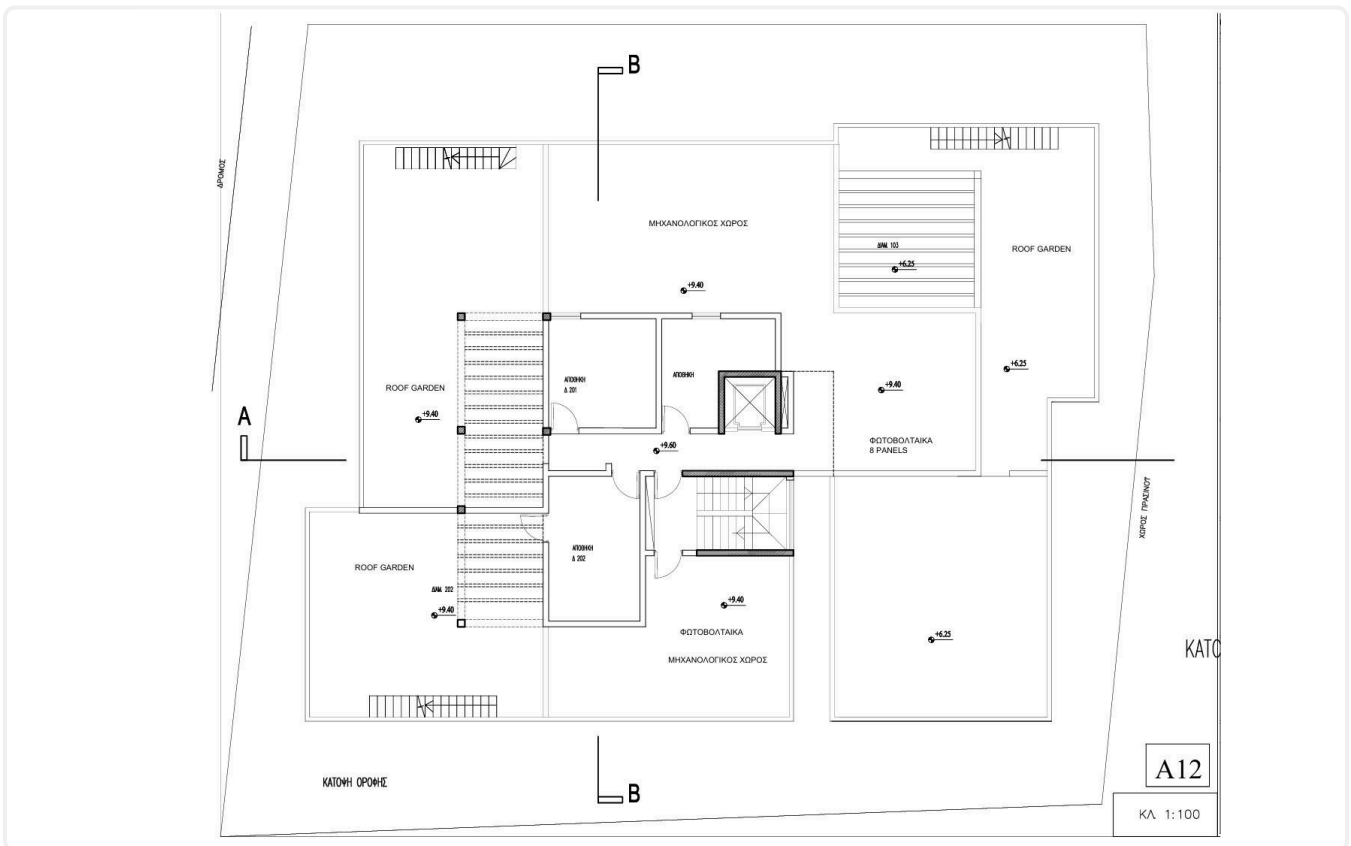 B
ΔΡΟΜΟΣ
ΜΗΧΑΝΟΛΟΓΙΚΟΣ ΧΩΡΟΣ
ΔΙΑΜ. 103
+6.25
ROOF GARDEN
+9.40
ΑΠΟΘΗΚΗ
Δ 201
ΑΠΟΘΗΚΗ
ROOF GARDEN
+9.40
+9.40
+6.25
A
ΦΩΤΟΒΟΛΤΑΙΚΑ
8 PANELS
+9.60
ΧΩΡΟΣ ΠΡΑΣΙΝΟΥ
ΑΠΟΘΗΚΗ
Δ 202
ROOF GARDEN
ΔΙΑΜ. 202
+9.40
+9.40
ΦΩΤΟΒΟΛΤΑΙΚΑ
ΜΗΧΑΝΟΛΟΓΙΚΟΣ ΧΩΡΟΣ
+6.25
ΚΑΤΟ
ΚΑΤΟΨΗ ΟΡΟΦΗΣ
B
A12
ΚΛ 1:100